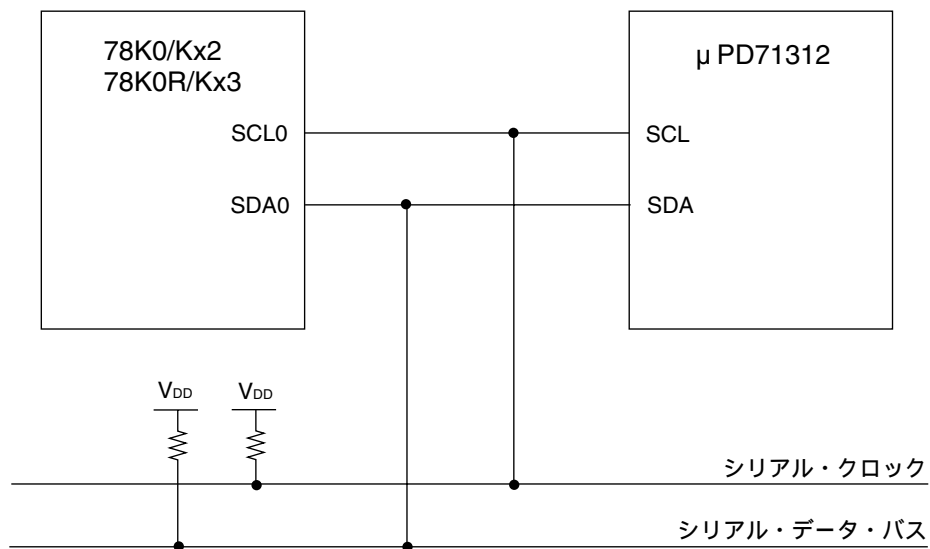 78K0/Kx2
78K0R/Kx3
μ PD71312
SCL0
SCL
SDA0
SDA
VDD
VDD
シリアル・クロック
シリアル・データ・バス